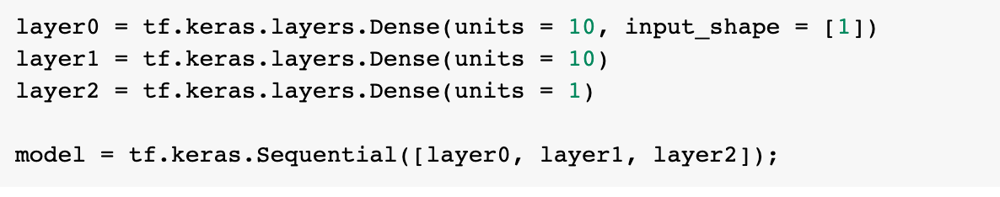 layer0 = tf.keras.layers.Dense(units = 10, input_shape = [1])
layer1 = tf.keras.layers.Dense(units = 10)
layer2 = tf.keras.layers.Dense(units = 1)
model = tf.keras.Sequential([layer0, layer1, layer2]);